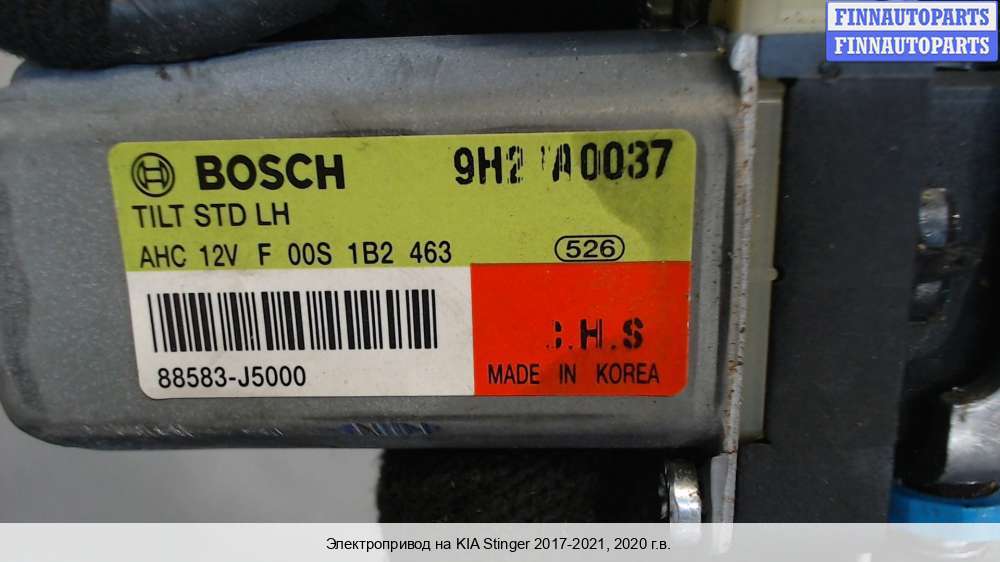 FINNAUTOPARTS
FINNAUTOPARTS
BOSCH
A0037
TILT STD LH
AHC 12V F 00S 1B2 463
526
.H.S
88583-J5000
MADE IN KOREA
Электропривод на KIA Stinger 2017-2021, 2020 г.в.